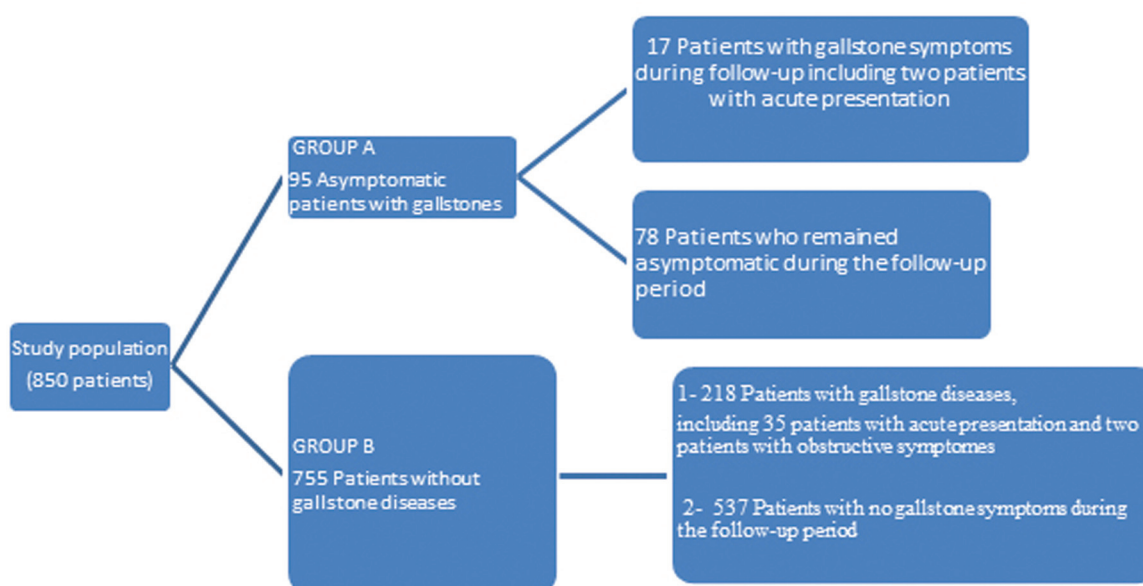 Study population
(850 patients)
GROUP A
95 Asymptomatic
patients with gallstones
17 Patients with gallstone symptoms
during follow-up including two patients
with acute presentation
78 Patients who remained
asymptomatic during the follow-up
period
GROUP B
755 Patients without
gallstone diseases
1- 218 Patients with gallstone diseases,
including 35 patients with acute presentation and two
patients with obstructive symptomes
2- 537 Patients with no gallstone symptoms during
the follow-up period